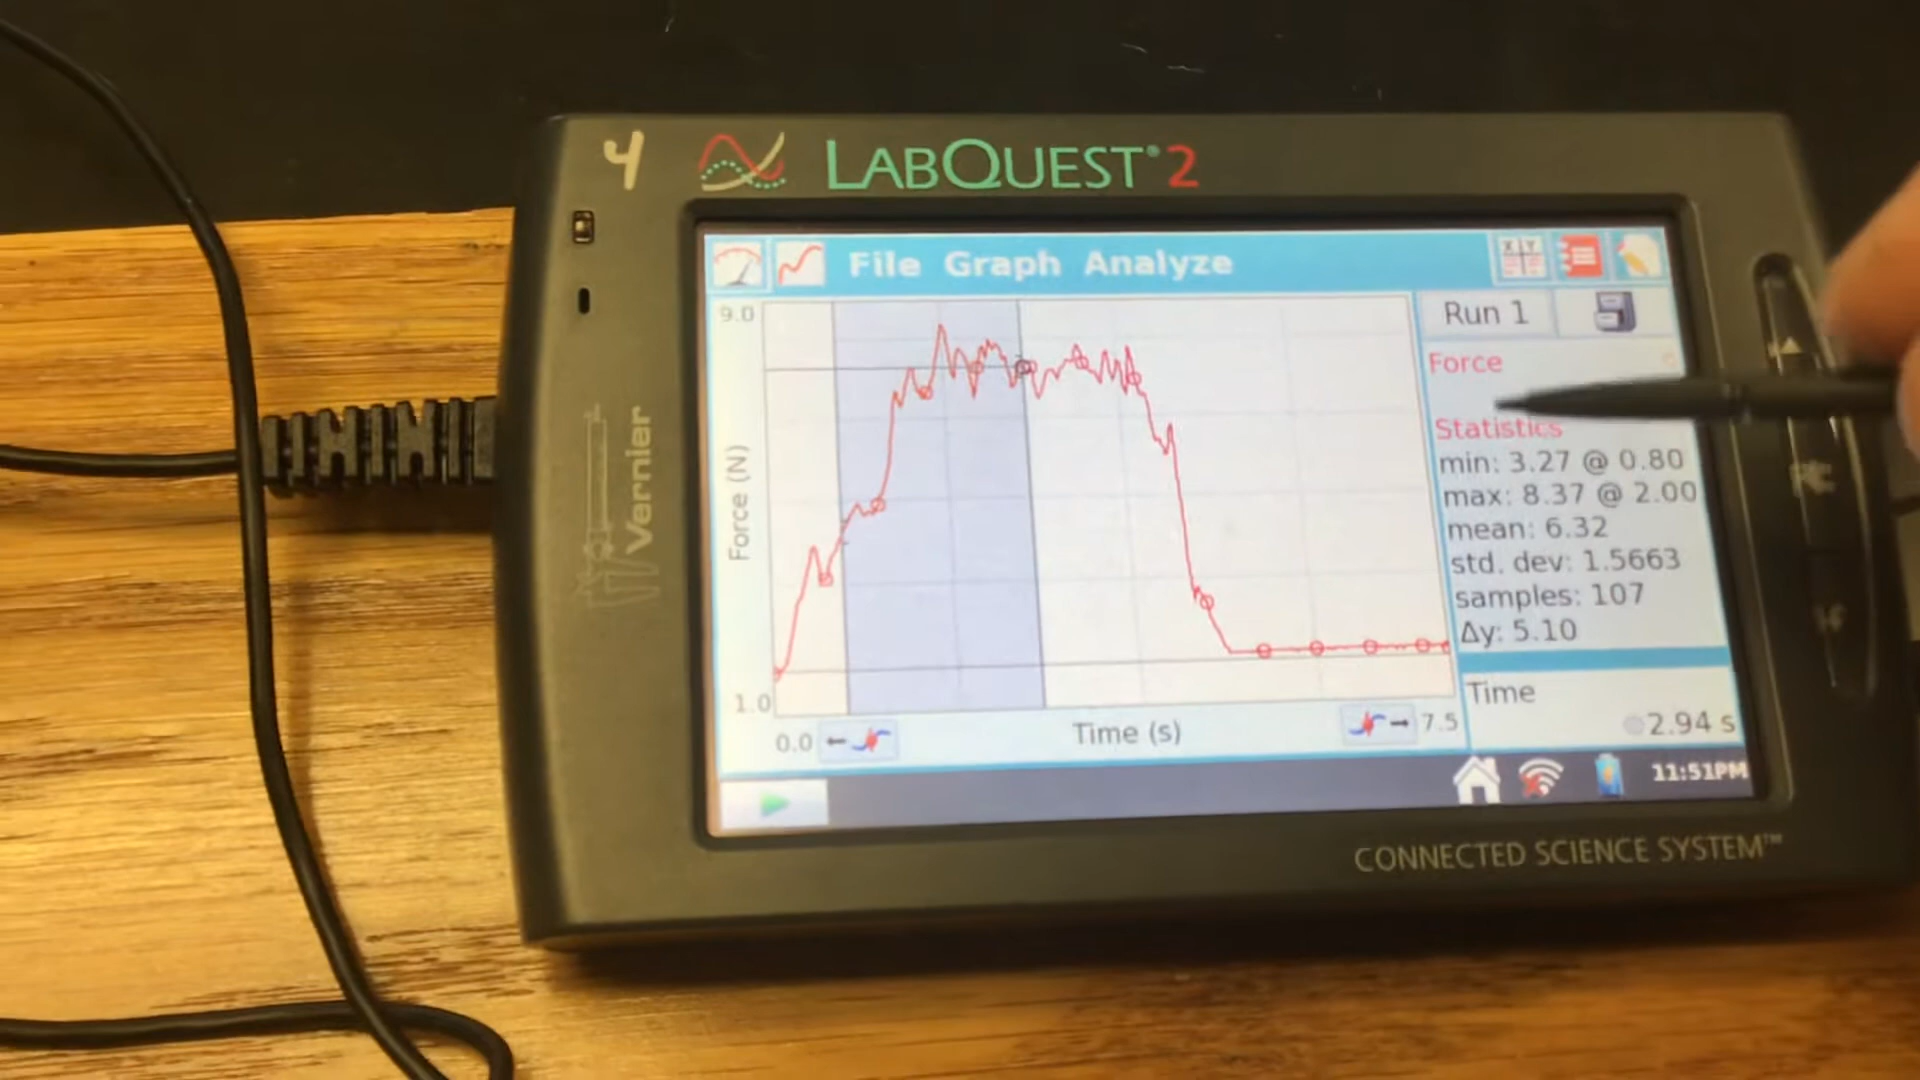 4
LABQUEST® 2
Vernier
File Graph Analyze
Run 1
9.0
Force (N)
1.0
0.0
Time (s)
7.5
Force
Statistics
min: 3.27 @ 0.80
max: 8.37 @ 2.00
mean: 6.32
std. dev: 1.5663
samples: 107
Δy: 5.10
Time
2.94 s
11:51PM
CONNECTED SCIENCE SYSTEM™